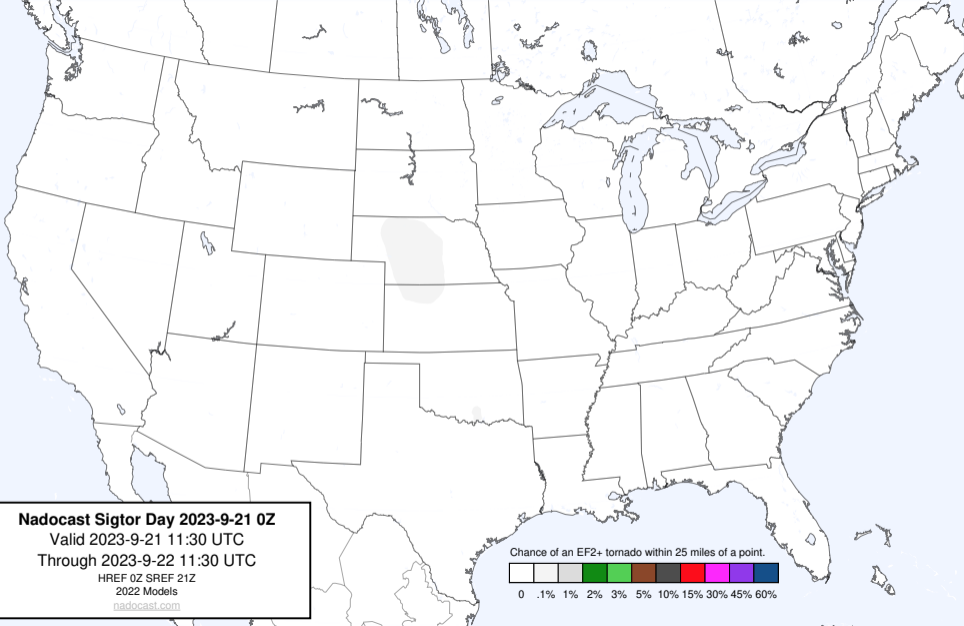 Nadocast Sigtor Day 2023-9-21 0Z
Valid 2023-9-21 11:30 UTC
Through 2023-9-22 11:30 UTC
HREF 0Z SREF 21Z
2022 Models
nadocast.com
Chance of an EF2+ tornado within 25 miles of a point.
0 .1% 1% 2% 3% 5% 10% 15% 30% 45% 60%